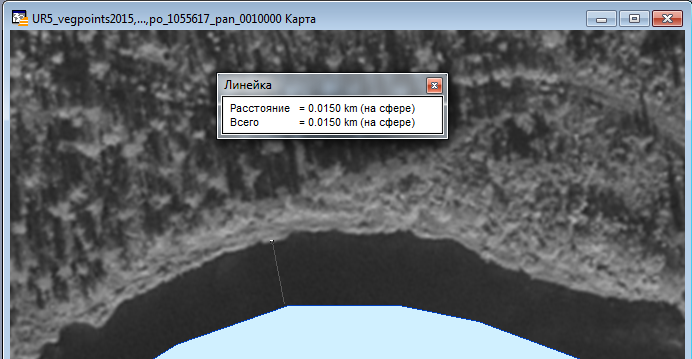 UR5_vegpoints2015,...,po_1055617_pan_0010000 Карта
Линейка
Расстояние = 0.0150 km (на сфере)
Всего = 0.0150 km (на сфере)